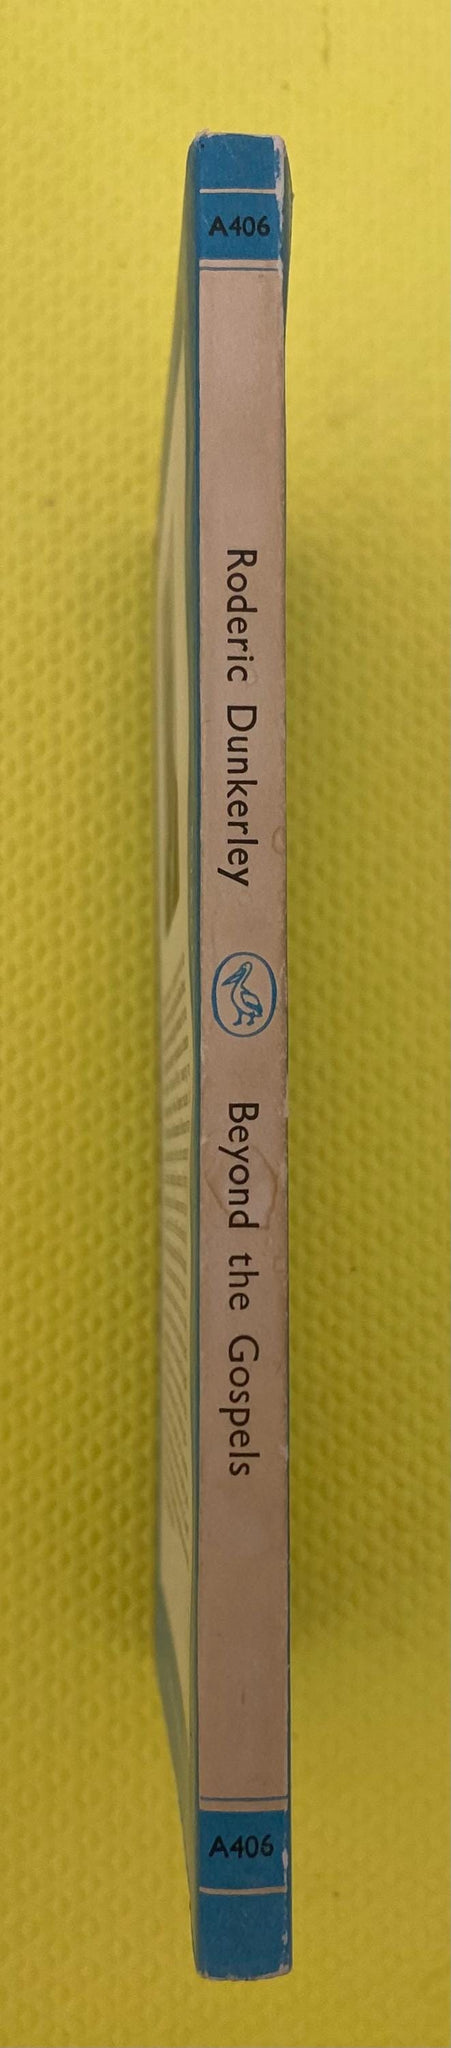 A406
Roderic Dunkerley
Beyond the Gospels
A406